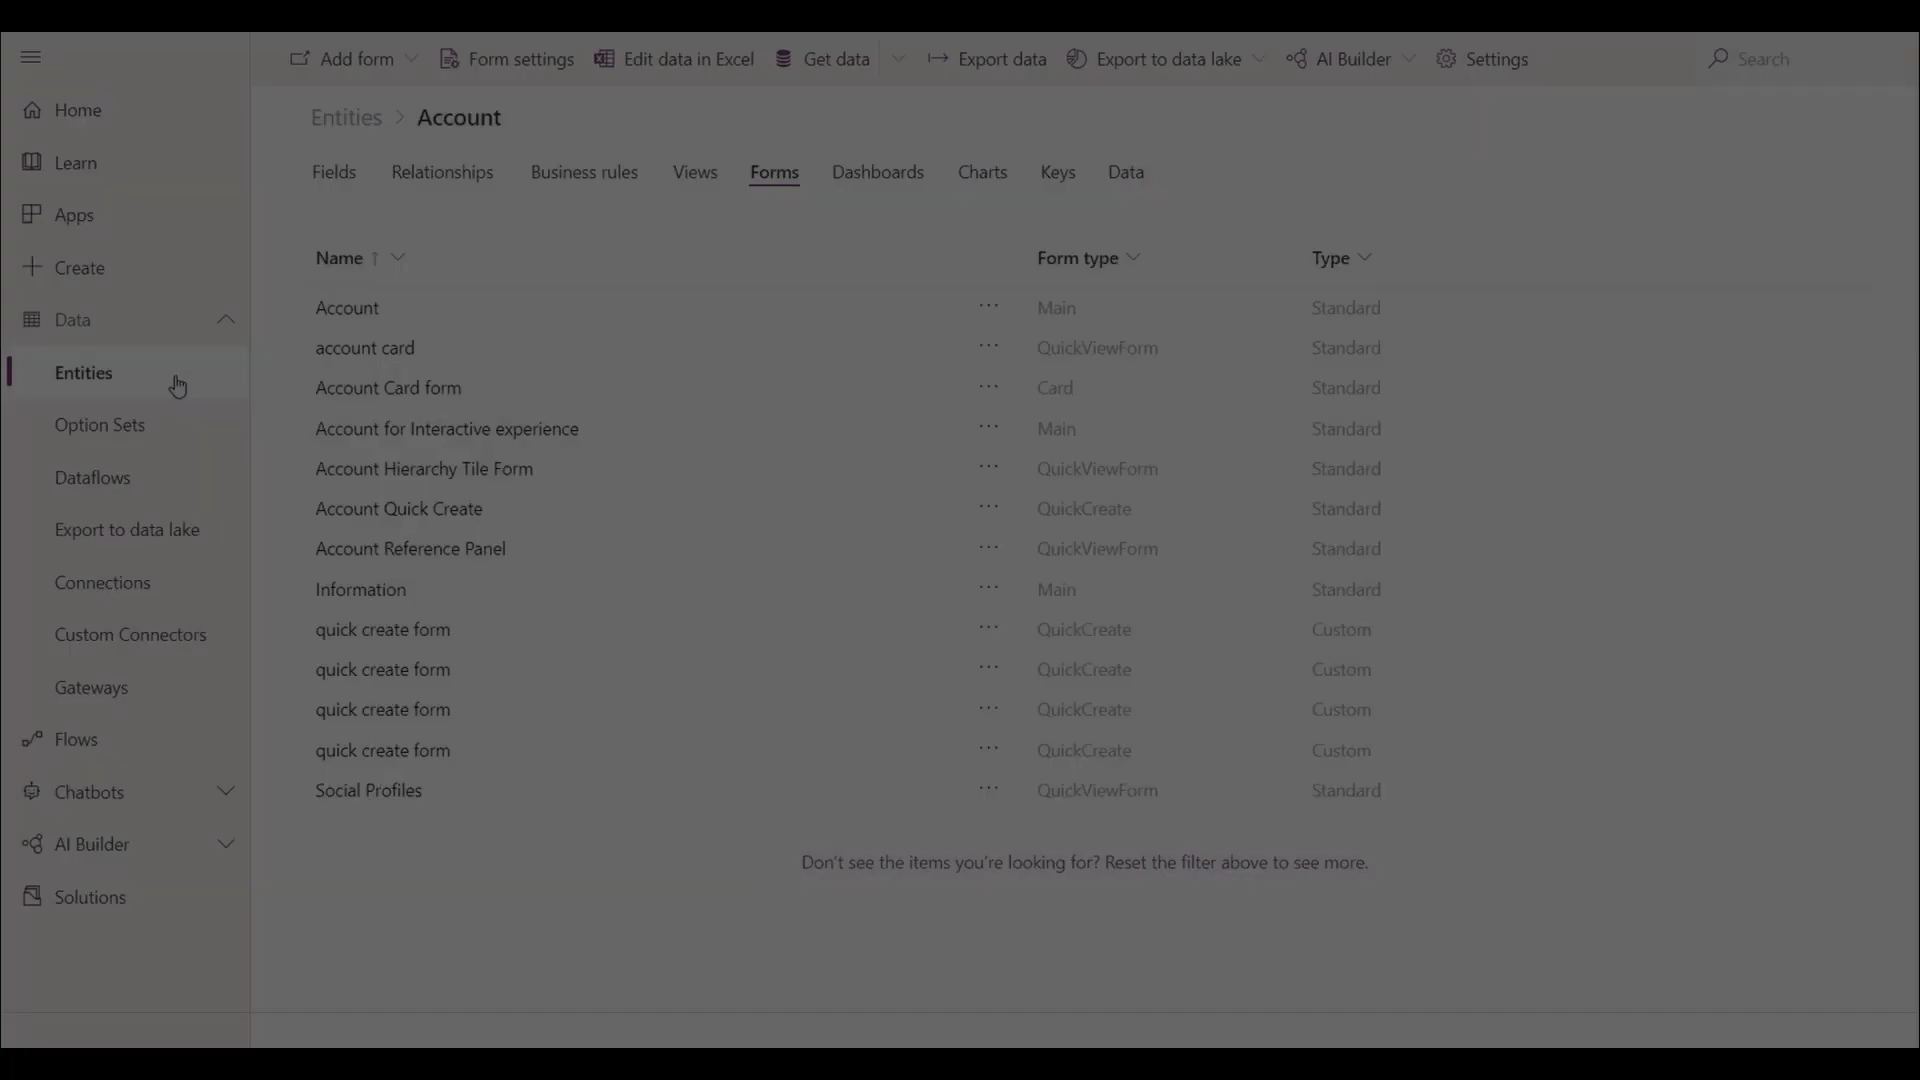 Add form Form settings Edit data in Excel Get data Export data Export to data lake AI Builder Settings Search
Home
Learn
Apps
Create
Data
Entities
Option Sets
Dataflows
Export to data lake
Connections
Custom Connectors
Gateways
Flows
Chatbots
AI Builder
Solutions
Entities > Account
Fields Relationships Business rules Views Forms Dashboards Charts Keys Data
Name ↑ Form type Type
Account ... Main Standard
account card ... QuickViewForm Standard
Account Card form ... Card Standard
Account for Interactive experience ... Main Standard
Account Hierarchy Tile Form ... QuickViewForm Standard
Account Quick Create ... QuickCreate Standard
Account Reference Panel ... QuickViewForm Standard
Information ... Main Standard
quick create form ... QuickCreate Custom
quick create form ... QuickCreate Custom
quick create form ... QuickCreate Custom
quick create form ... QuickCreate Custom
Social Profiles ... QuickViewForm Standard
Don't see the items you're looking for? Reset the filter above to see more.